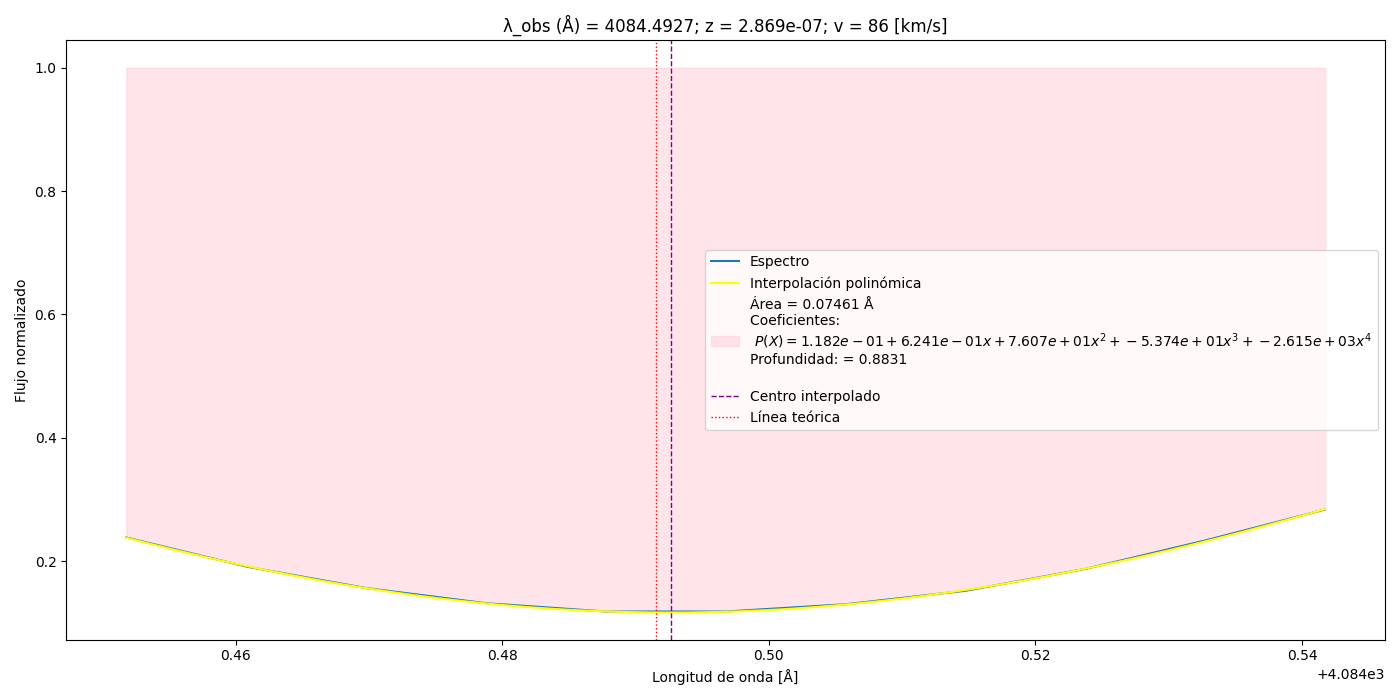 λ_obs (Å) = 4084.4927; z = 2.869e-07; v = 86 [km/s]
Flujo normalizado
1.0
0.8
0.6
0.4
0.2
Espectro
Interpolación polinómica
Área = 0.07461 Å
Coeficientes:
P(X) = 1.182e − 01 + 6.241e − 01x + 7.607e + 01x² + −5.374e + 01x³ + −2.615e + 03x⁴
Profundidad: = 0.8831
Centro interpolado
Línea teórica
0.46 0.48 0.50 0.52 0.54
+4.084e3
Longitud de onda [Å]